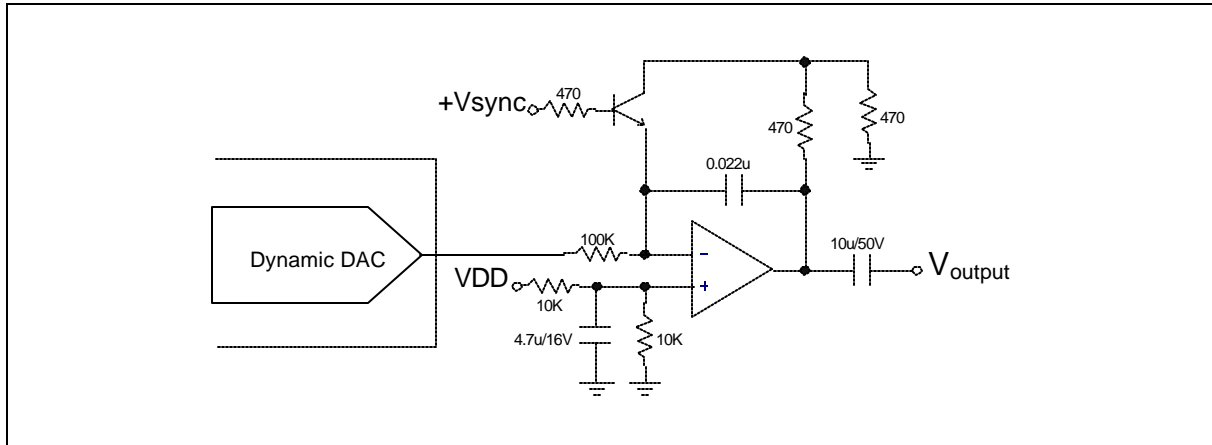 470
+Vsync
470
470
0.022u
100K
Dynamic DAC
-
10u/50V
Voutput
VDD
+
10K
4.7u/16V
10K